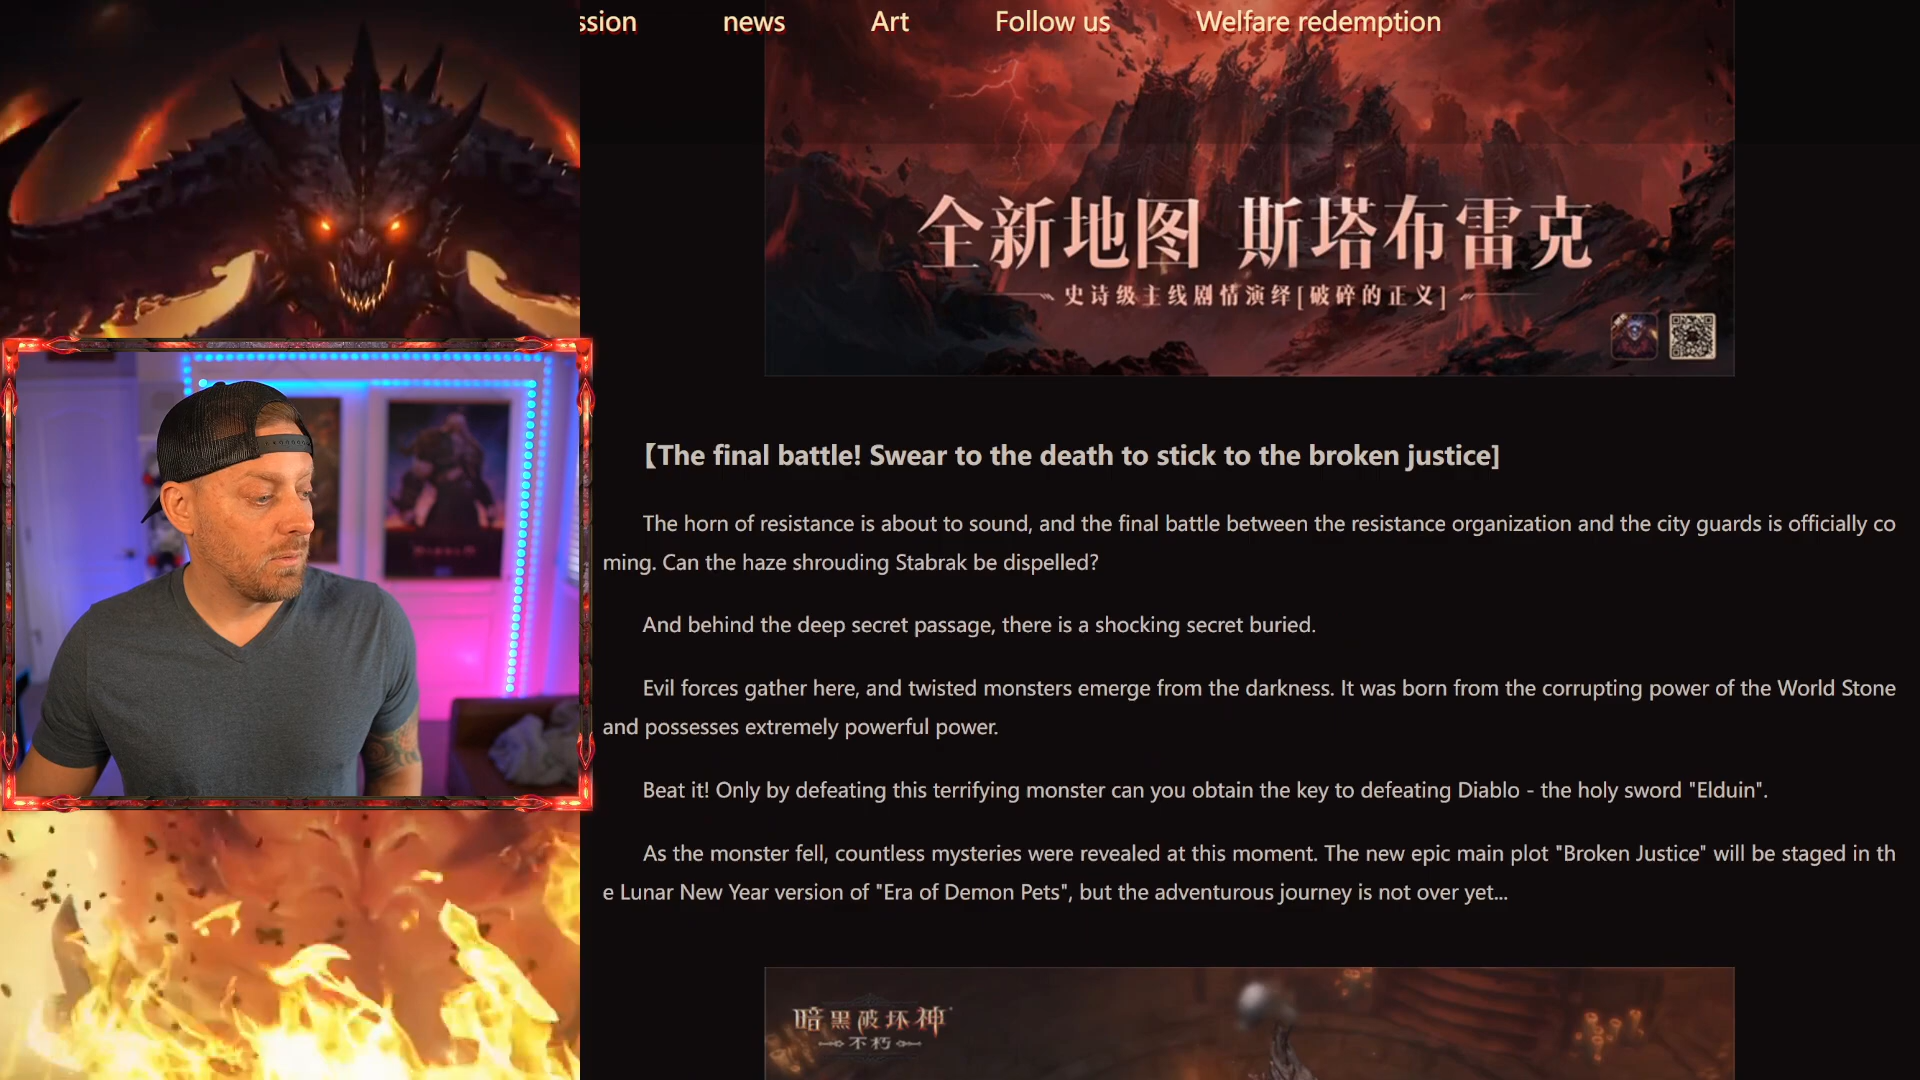 ssion news Art Follow us Welfare redemption
全新地图 斯塔布雷克
史诗级主线剧情演绎[破碎的正义]
【The final battle! Swear to the death to stick to the broken justice]
The horn of resistance is about to sound, and the final battle between the resistance organization and the city guards is officially co
ming. Can the haze shrouding Stabrak be dispelled?
And behind the deep secret passage, there is a shocking secret buried.
Evil forces gather here, and twisted monsters emerge from the darkness. It was born from the corrupting power of the World Stone
and possesses extremely powerful power.
Beat it! Only by defeating this terrifying monster can you obtain the key to defeating Diablo - the holy sword "Elduin".
As the monster fell, countless mysteries were revealed at this moment. The new epic main plot "Broken Justice" will be staged in th
e Lunar New Year version of "Era of Demon Pets", but the adventurous journey is not over yet...
暗黑破坏神
不朽
DIABLO